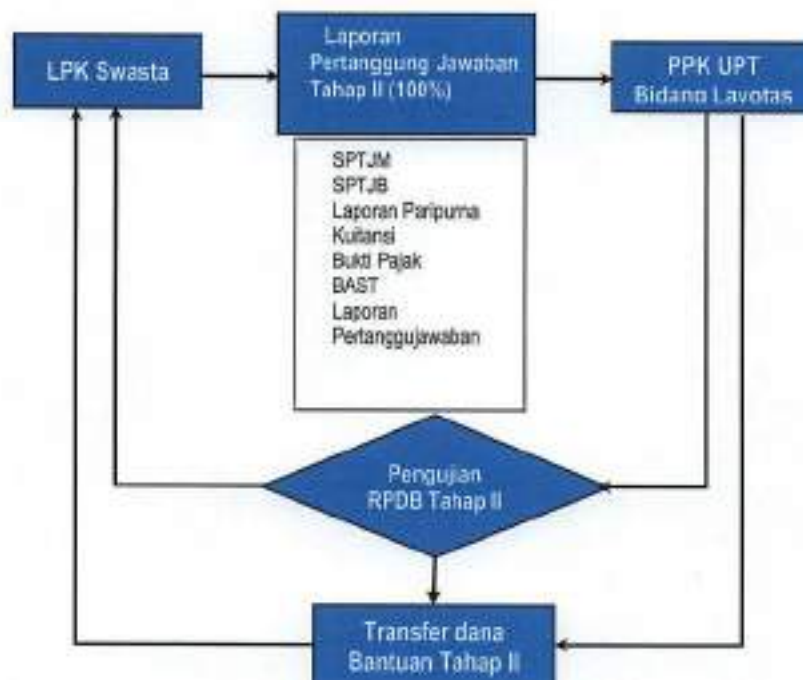 LPK Swasta
Laporan
Pertanggung Jawaban
Tahap II (100%)
PPK UPT
Bidang Lavotas
SPTJM
SPTJB
Laporan Paripurna
Kuitansi
Bukti Pajak
BAST
Laporan
Pertanggujawaban
Pengujian
RPDB Tahap II
Transfer dana
Bantuan Tahap II